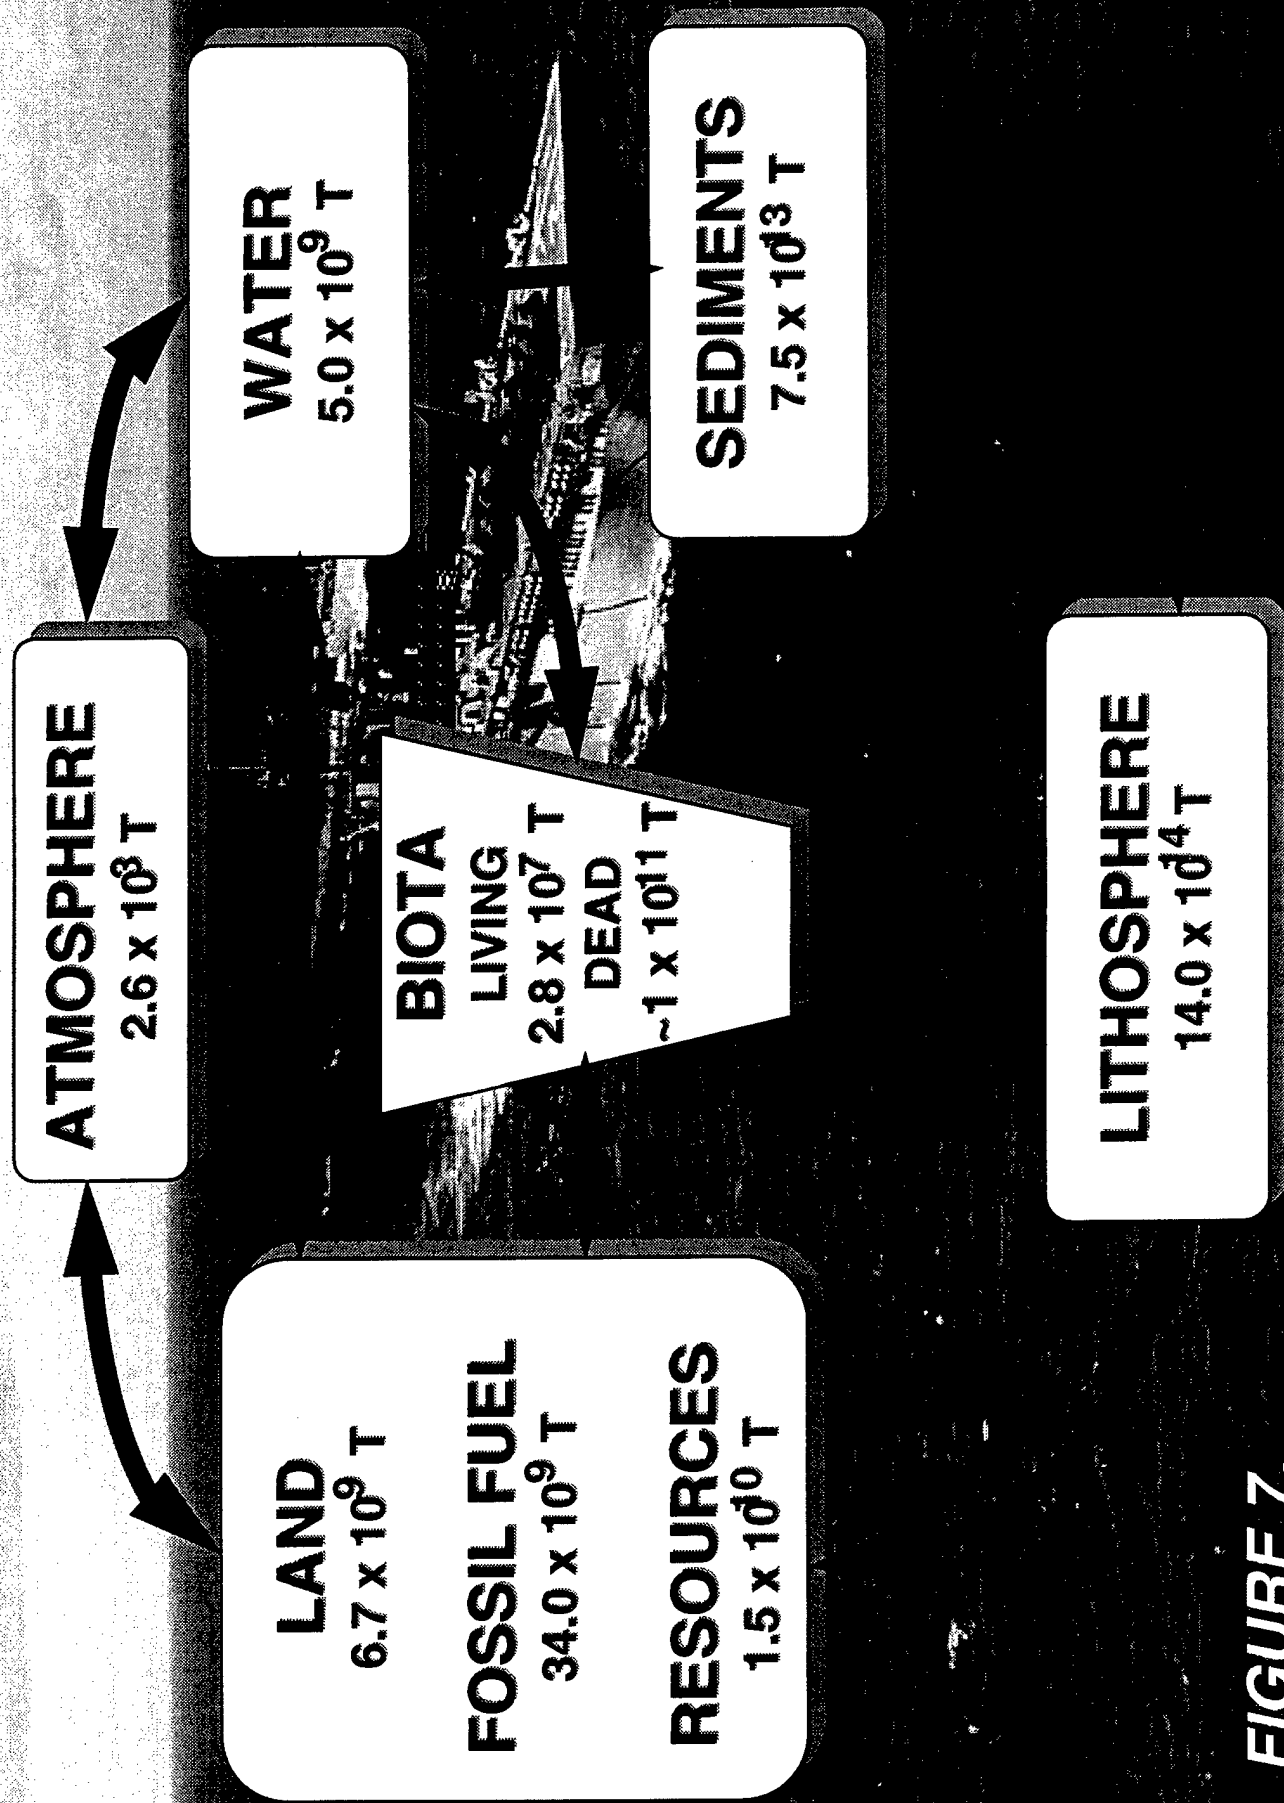 ATMOSPHERE
2.6 x 10³ T
WATER
5.0 x 10⁹ T
LAND
6.7 x 10⁹ T
FOSSIL FUEL
34.0 x 10⁹ T
RESOURCES
1.5 x 10¹⁰ T
BIOTA
LIVING
2.8 x 10⁷ T
DEAD
~1 x 10¹¹ T
SEDIMENTS
7.5 x 10¹³ T
LITHOSPHERE
14.0 x 10¹⁴ T
FIGURE 7.